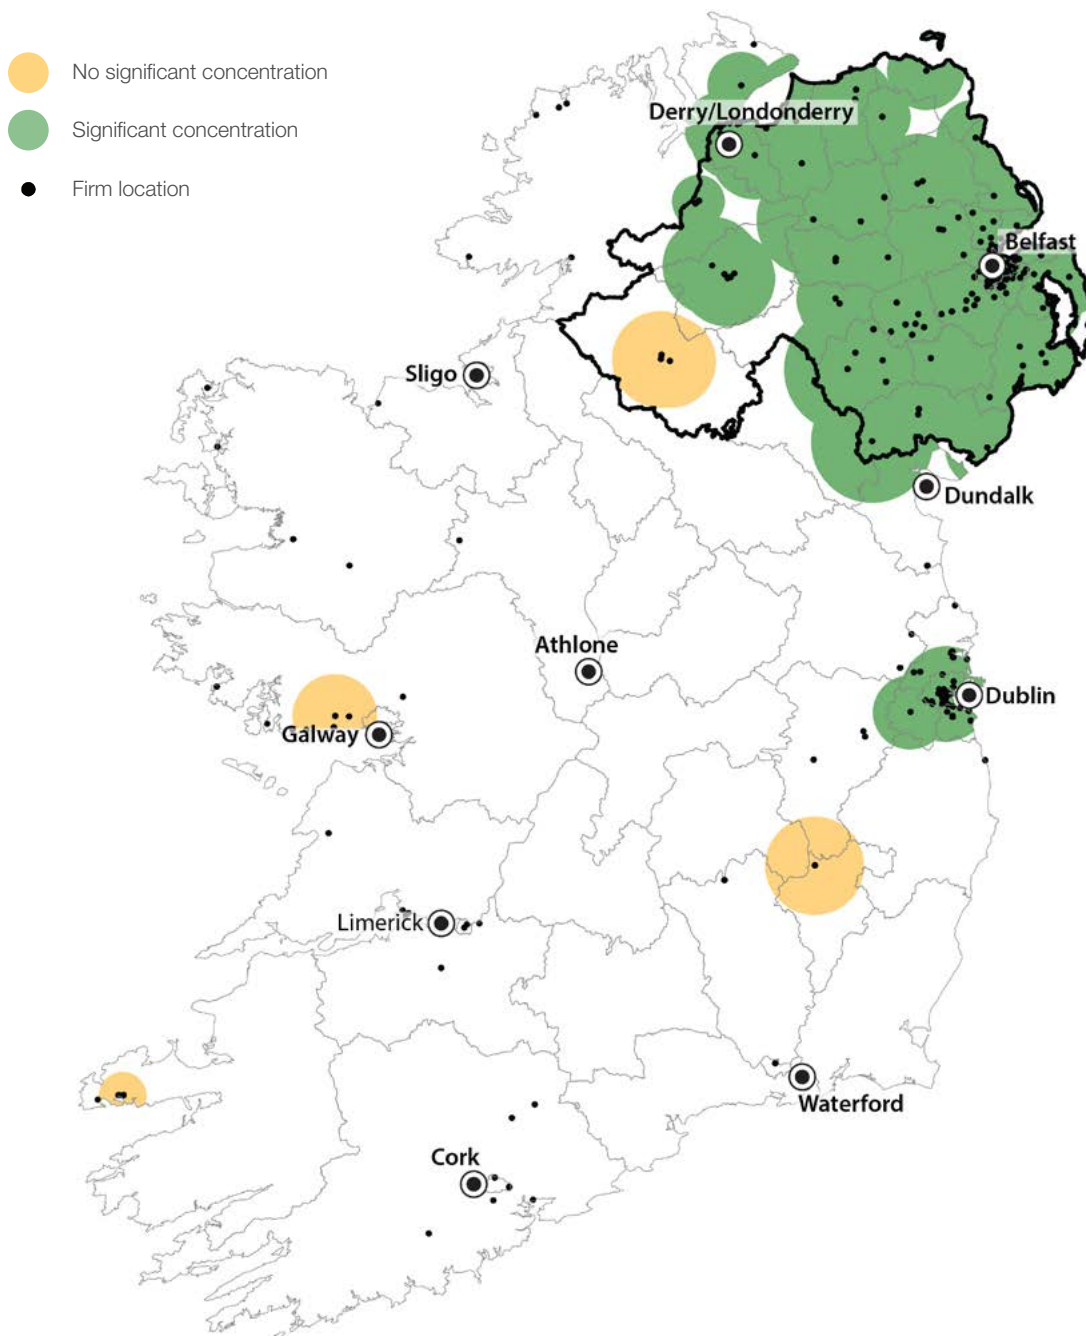 No significant concentration
Significant concentration
Firm location
Derry/Londonderry
Belfast
Sligo
Dundalk
Athlone
Dublin
Galway
Limerick
Waterford
Cork